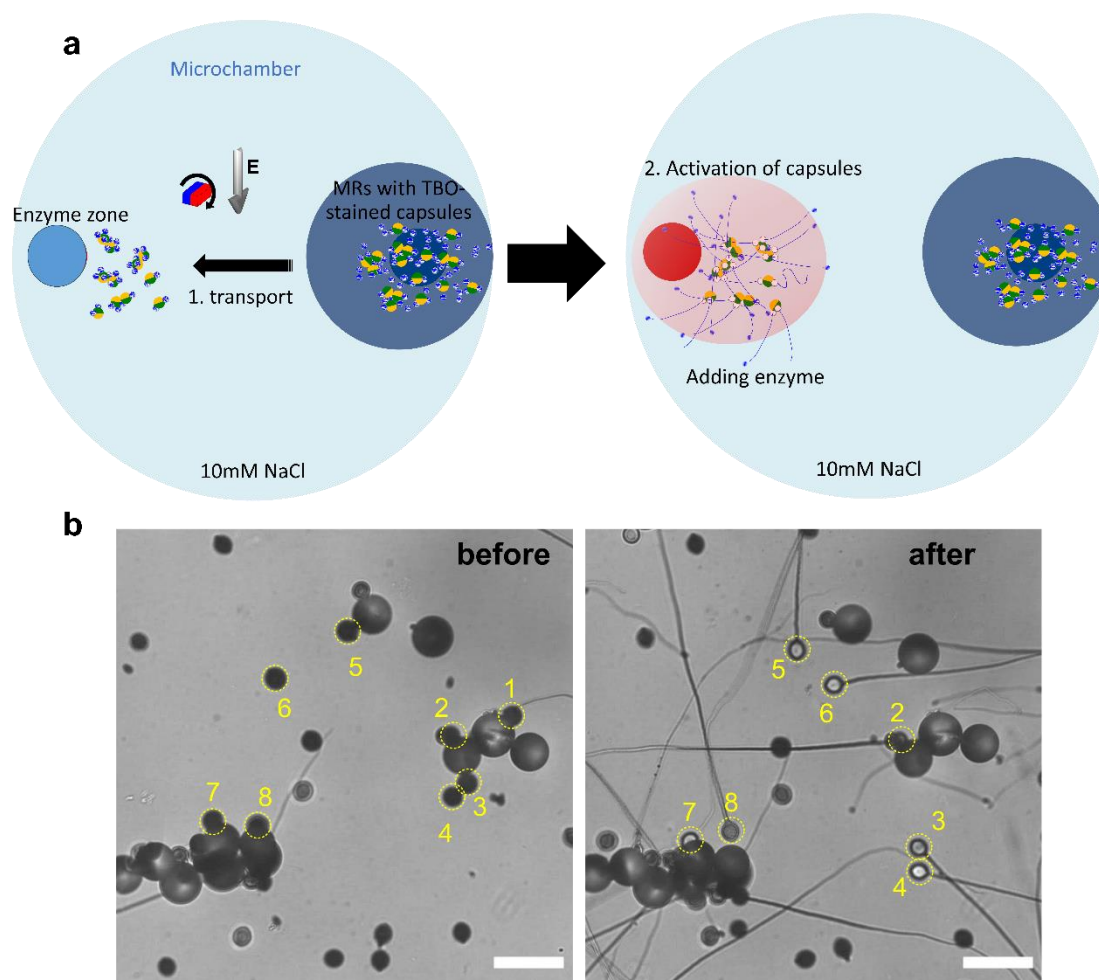 a
Microchamber
E
Enzyme zone
MRs with TBO-
stained capsules
1. transport
10mM NaCl
2. Activation of capsules
Adding enzyme
10mM NaCl
b
before
5
6
1
2
3
4
7
8
after
5
6
2
7
8
3
4